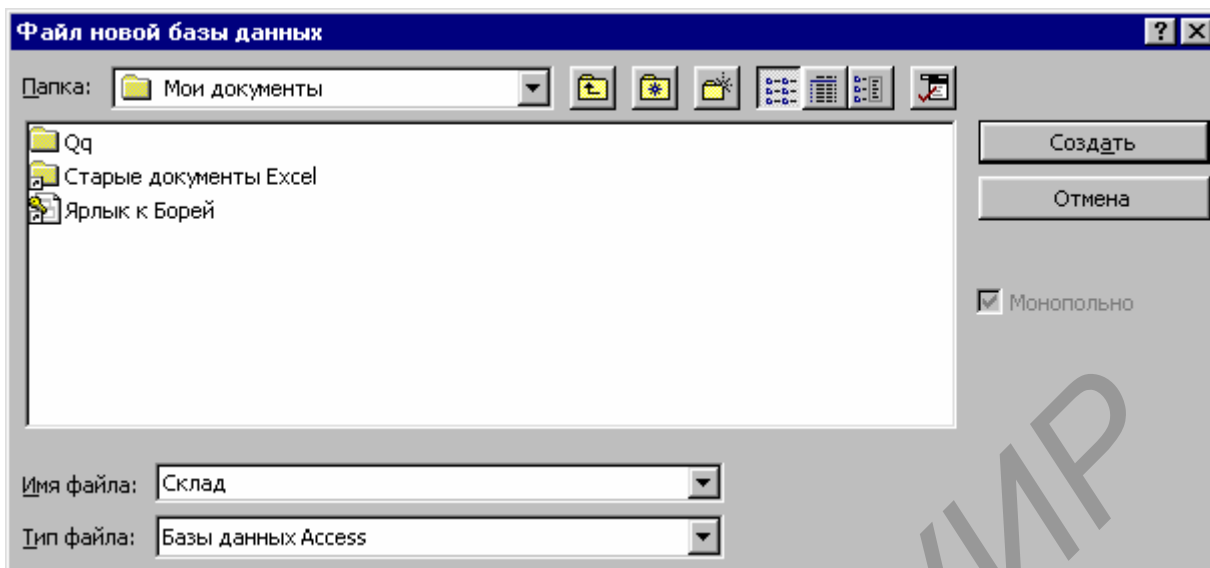 Файл новой базы данных
Папка: Мои документы
Qq
Старые документы Excel
Ярлык к Борей
Создать
Отмена
Монопольно
Имя файла: Склад
Тип файла: Базы данных Access